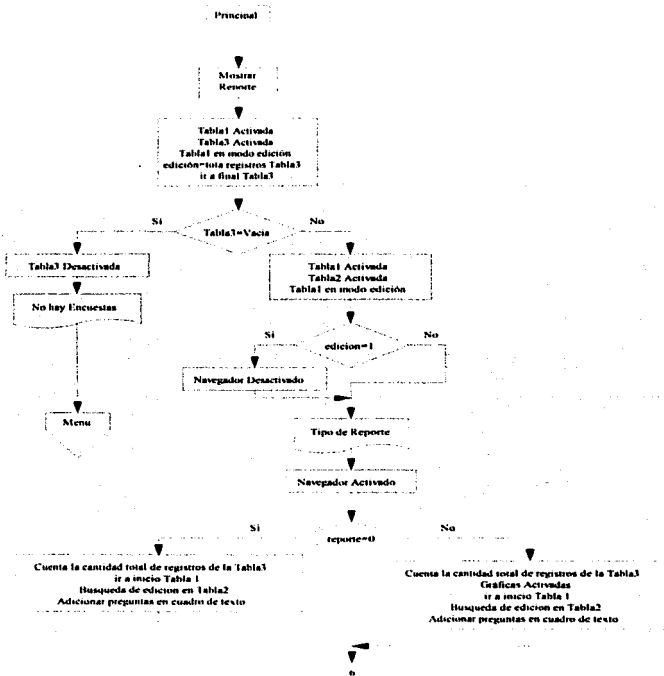 Principal
Mostrar
Reporte
Tabla1 Activada
Tabla3 Activada
Tabla1 en modo edición
edición=tota registros Tabla3
ir a final Tabla3
Si
No
Tabla3=Vacia
Tabla3 Desactivada
Tabla1 Activada
Tabla2 Activada
Tabla1 en modo edición
No hay Encuestas
Si
No
edicion=1
Navegador Desactivado
Menu
Tipo de Reporte
Navegador Activado
Si
No
reporte=0
Cuenta la cantidad total de registros de la Tabla3
ir a inicio Tabla 1
Busqueda de edicion en Tabla2
Adicionar preguntas en cuadro de texto
Cuenta la cantidad total de registros de la Tabla3
Gráficas Activadas
ir a inicio Tabla 1
Busqueda de edicion en Tabla2
Adicionar preguntas en cuadro de texto